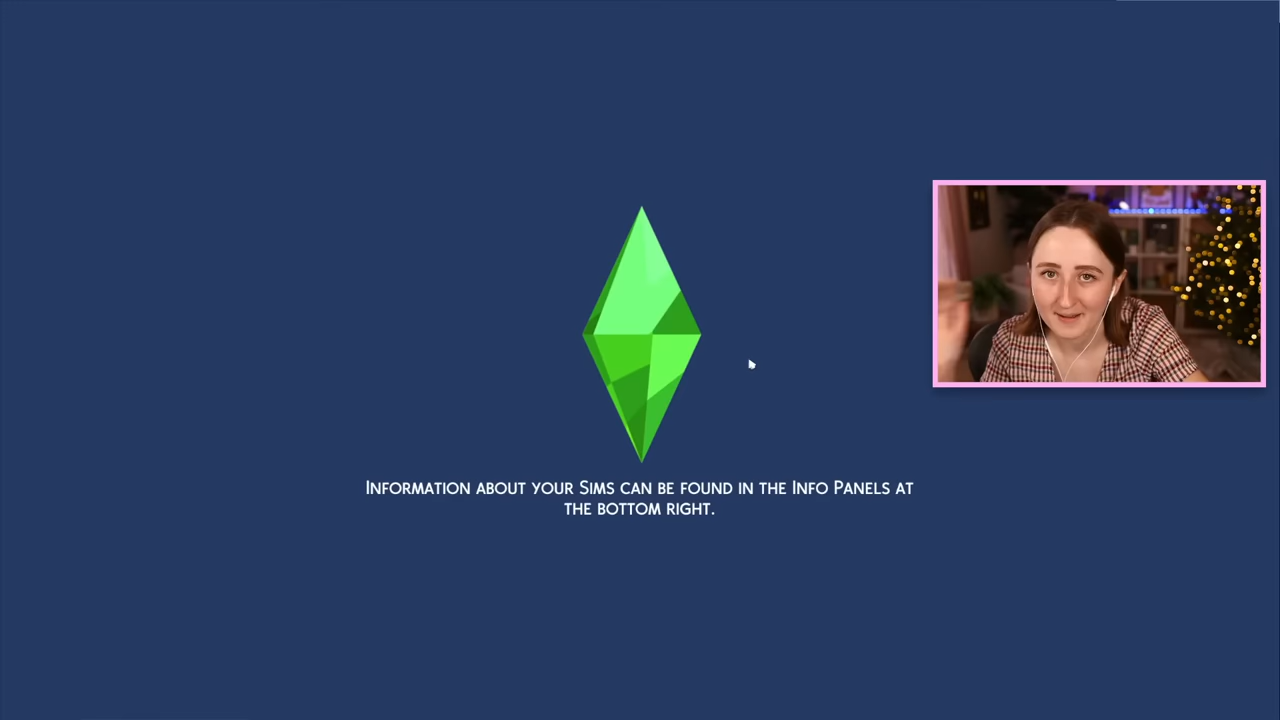 Information about your Sims can be found in the Info Panels at
the bottom right.